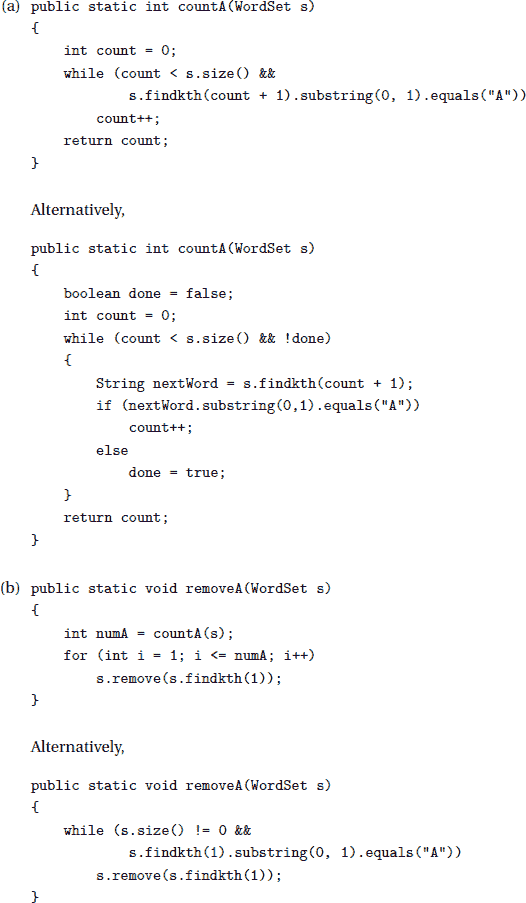 (a) public static int countA(WordSet s)
{
    int count = 0;
    while (count < s.size() &&
            s.findkth(count + 1).substring(0, 1).equals("A"))
        count++;
    return count;
}
Alternatively,
public static int countA(WordSet s)
{
    boolean done = false;
    int count = 0;
    while (count < s.size() && !done)
    {
        String nextWord = s.findkth(count + 1);
        if (nextWord.substring(0,1).equals("A"))
            count++;
        else
            done = true;
    }
    return count;
}
(b) public static void removeA(WordSet s)
{
    int numA = countA(s);
    for (int i = 1; i <= numA; i++)
        s.remove(s.findkth(1));
}
Alternatively,
public static void removeA(WordSet s)
{
    while (s.size() != 0 &&
            s.findkth(1).substring(0, 1).equals("A"))
        s.remove(s.findkth(1));
}